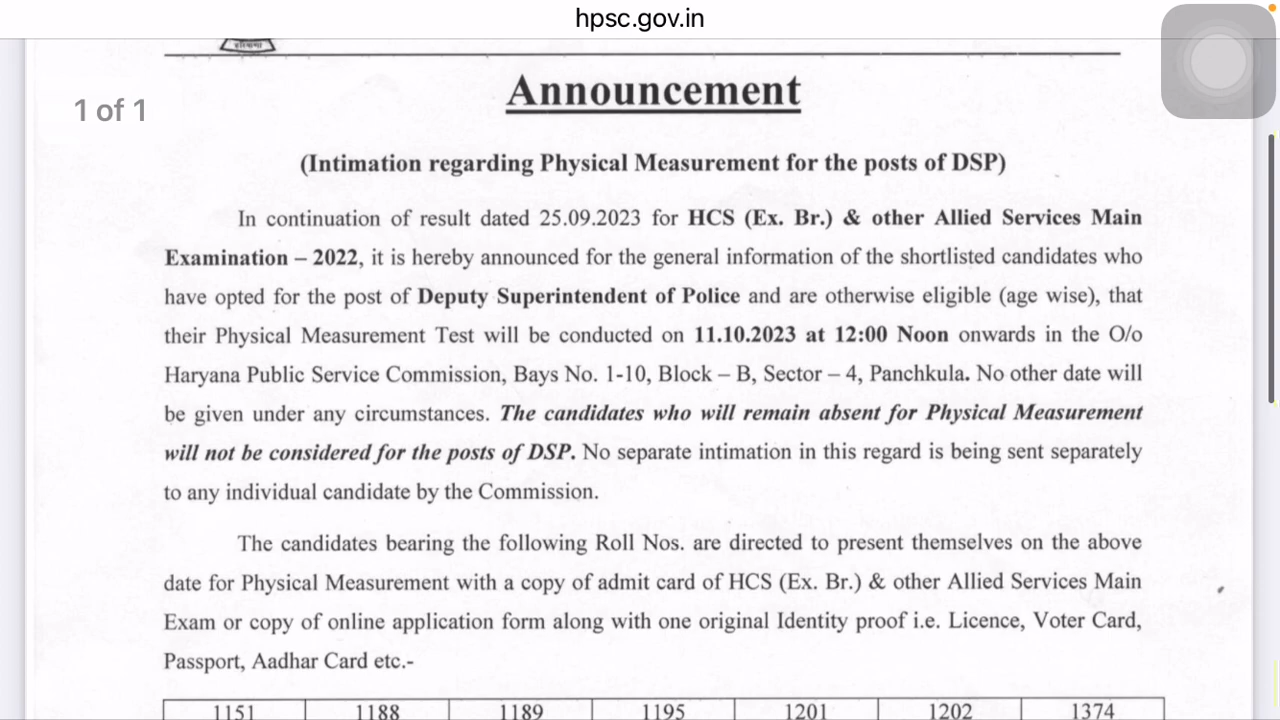 hpsc.gov.in
हरियाणा
1 of 1
Announcement
(Intimation regarding Physical Measurement for the posts of DSP)
In continuation of result dated 25.09.2023 for HCS (Ex. Br.) & other Allied Services Main
Examination – 2022, it is hereby announced for the general information of the shortlisted candidates who
have opted for the post of Deputy Superintendent of Police and are otherwise eligible (age wise), that
their Physical Measurement Test will be conducted on 11.10.2023 at 12:00 Noon onwards in the O/o
Haryana Public Service Commission, Bays No. 1-10, Block – B, Sector – 4, Panchkula. No other date will
be given under any circumstances. The candidates who will remain absent for Physical Measurement
will not be considered for the posts of DSP. No separate intimation in this regard is being sent separately
to any individual candidate by the Commission.
The candidates bearing the following Roll Nos. are directed to present themselves on the above
date for Physical Measurement with a copy of admit card of HCS (Ex. Br.) & other Allied Services Main
Exam or copy of online application form along with one original Identity proof i.e. Licence, Voter Card,
Passport, Aadhar Card etc.-
1151 1188 1189 1195 1201 1202 1374